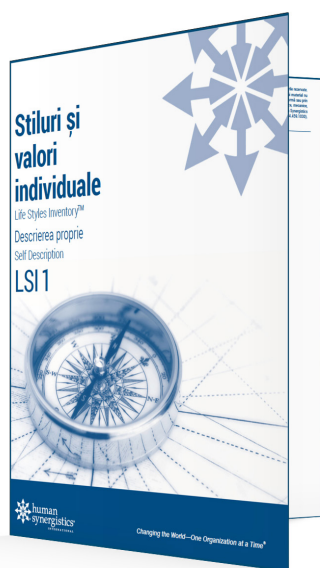 Stiluri și
valori
individuale
Life Styles Inventory™
Descrierea proprie
Self Description
LSI 1
human
synergistics®
INTERNATIONAL
Changing the World—One Organization at a Time®